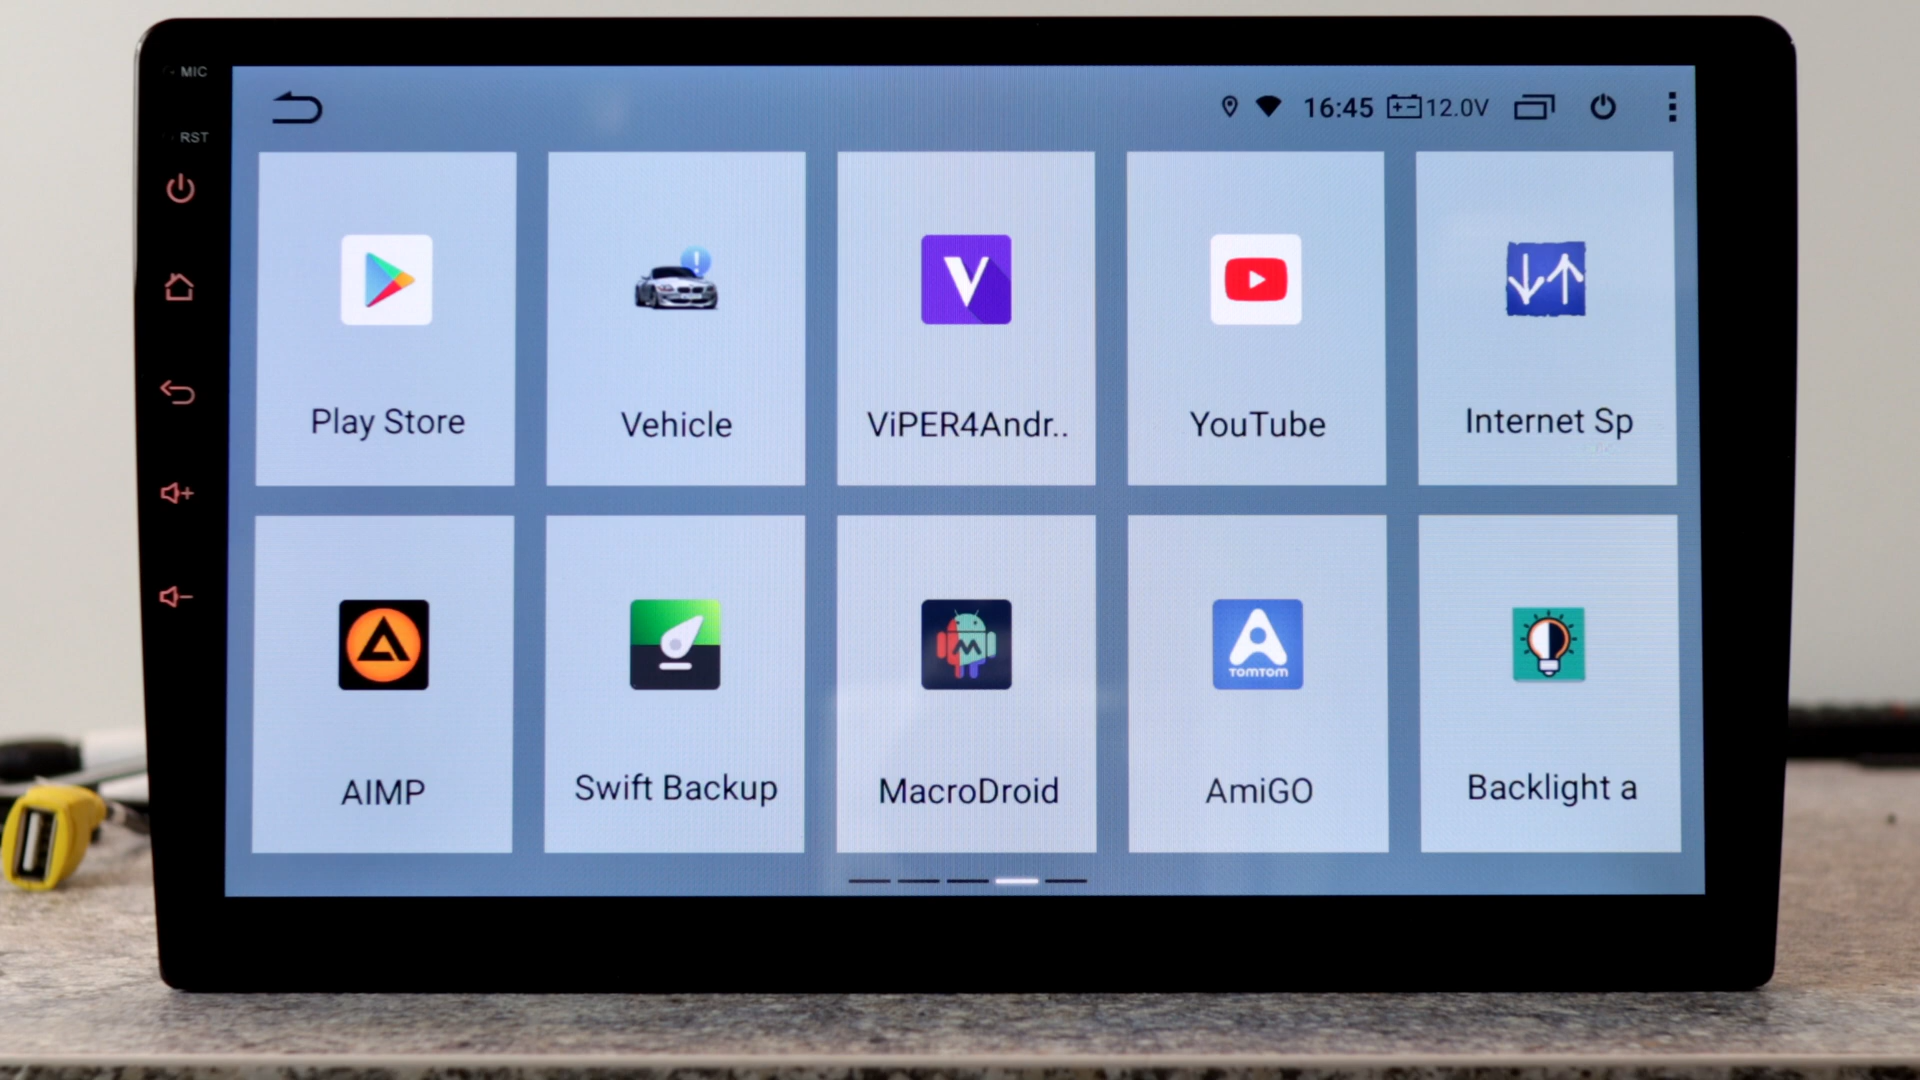 MIC
16:45 12.0V
RST
Play Store
Vehicle
ViPER4Andr..
YouTube
Internet Sp
TOMTOM
AIMP
Swift Backup
MacroDroid
AmiGO
Backlight a